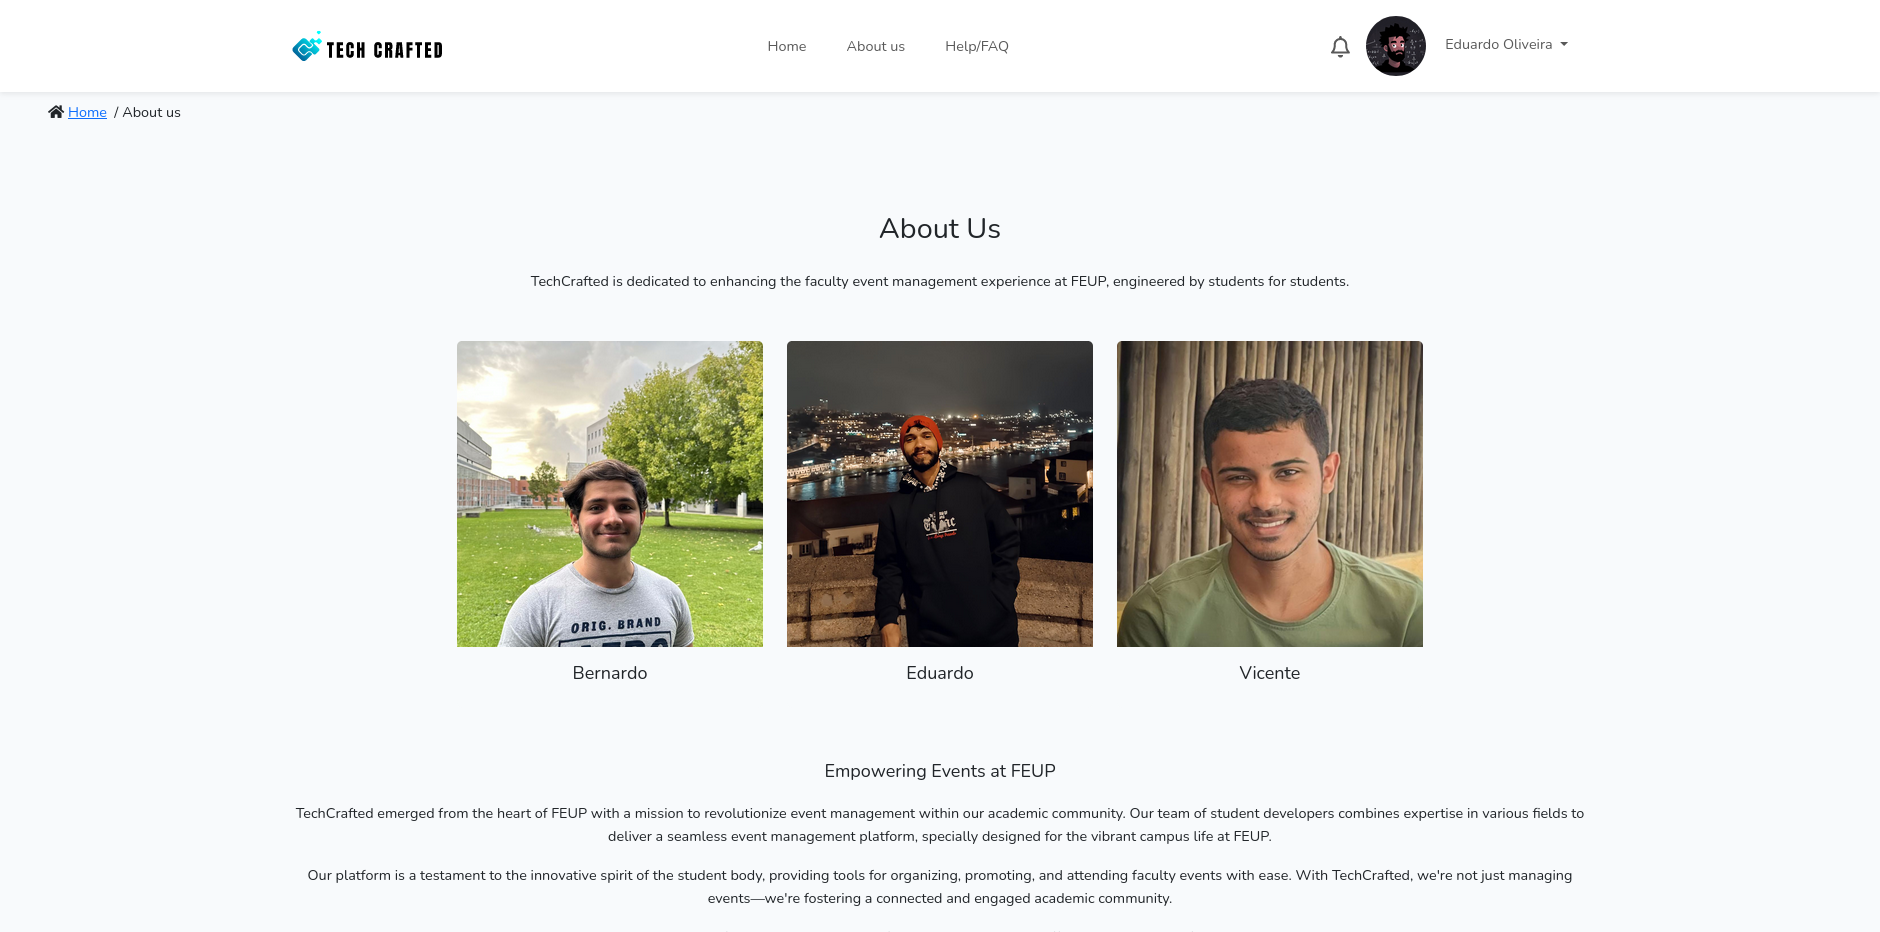 TECH CRAFTED
Home
About us
Help/FAQ
Eduardo Oliveira
Home / About us
About Us
TechCrafted is dedicated to enhancing the faculty event management experience at FEUP, engineered by students for students.
ORIG. BRAND
Bernardo
Eduardo
Vicente
Empowering Events at FEUP
TechCrafted emerged from the heart of FEUP with a mission to revolutionize event management within our academic community. Our team of student developers combines expertise in various fields to
deliver a seamless event management platform, specially designed for the vibrant campus life at FEUP.
Our platform is a testament to the innovative spirit of the student body, providing tools for organizing, promoting, and attending faculty events with ease. With TechCrafted, we're not just managing
events—we're fostering a connected and engaged academic community.